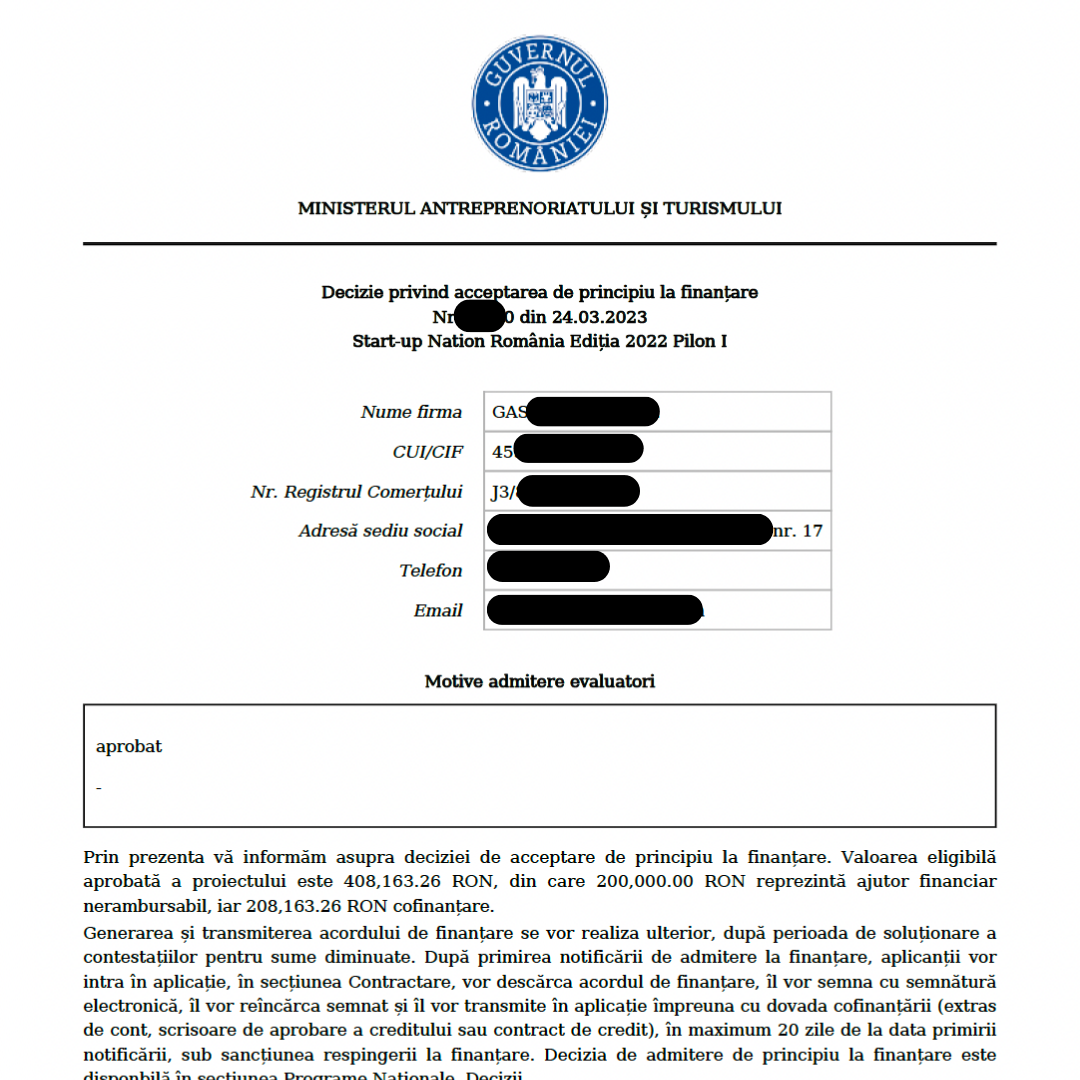 GUVERNUL ROMÂNIEI
MINISTERUL ANTREPRENORIATULUI ȘI TURISMULUI
Decizie privind acceptarea de principiu la finanțare
Nr 0 din 24.03.2023
Start-up Nation România Ediția 2022 Pilon I
Nume firma GAS
CUI/CIF 45
Nr. Registrul Comerțului J3/
Adresă sediu social nr. 17
Telefon
Email
Motive admitere evaluatori
aprobat
-
Prin prezenta vă informăm asupra deciziei de acceptare de principiu la finanțare. Valoarea eligibilă
aprobată a proiectului este 408,163.26 RON, din care 200,000.00 RON reprezintă ajutor financiar
nerambursabil, iar 208,163.26 RON cofinanțare.
Generarea și transmiterea acordului de finanțare se vor realiza ulterior, după perioada de soluționare a
contestațiilor pentru sume diminuate. După primirea notificării de admitere la finanțare, aplicanții vor
intra în aplicație, în secțiunea Contractare, vor descărca acordul de finanțare, îl vor semna cu semnătură
electronică, îl vor reîncărca semnat și îl vor transmite în aplicație împreuna cu dovada cofinanțării (extras
de cont, scrisoare de aprobare a creditului sau contract de credit), în maximum 20 zile de la data primirii
notificării, sub sancțiunea respingerii la finanțare. Decizia de admitere de principiu la finanțare este
disponbilă în secțiunea Programe Naționale, Decizii.